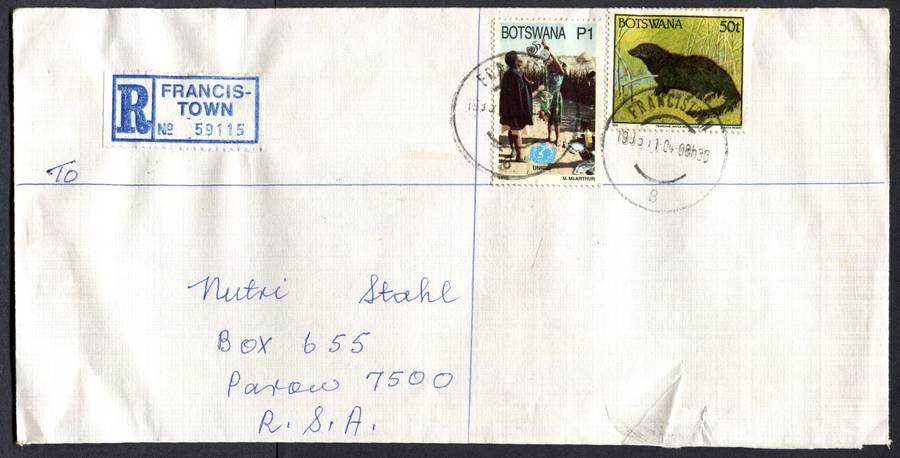 R FRANCIS-
TOWN
Nº 59115
BOTSWANA P1
UNICEF
M. McARTHUR
BOTSWANA 50t
FRANCISTOWN
8
TO
Nutri Stahl
Box 655
Parow 7500
R.S.A.